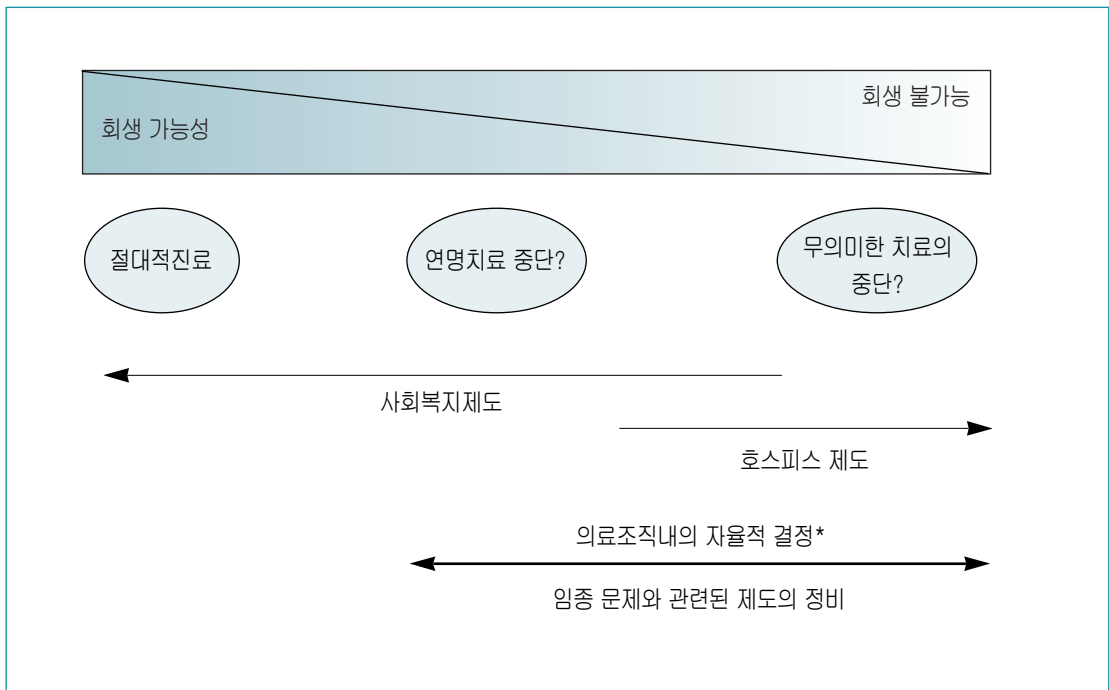 회생 불가능
회생 가능성
절대적진료
연명치료 중단?
무의미한 치료의
중단?
사회복지제도
호스피스 제도
의료조직내의 자율적 결정*
임종 문제와 관련된 제도의 정비